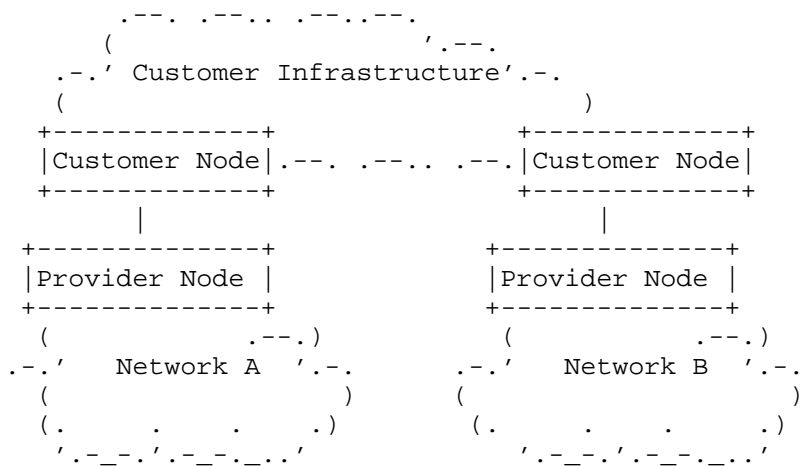 Customer Infrastructure
Customer Node Customer Node
Provider Node Provider Node
Network A Network B